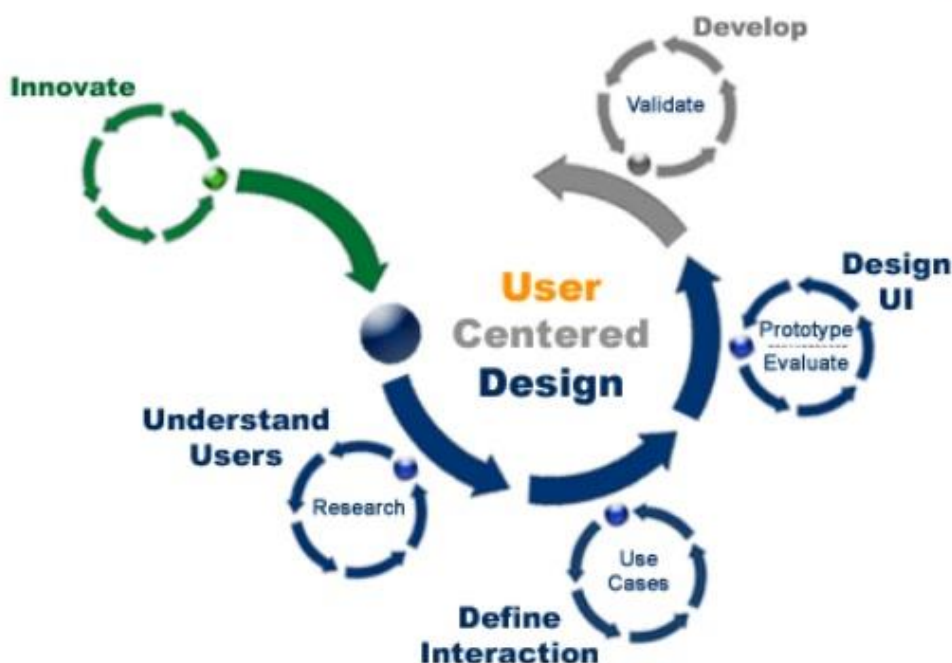 Develop
Validate
Innovate
User
Centered
Design
Design
UI
Prototype
Evaluate
Understand
Users
Research
Use
Cases
Define
Interaction